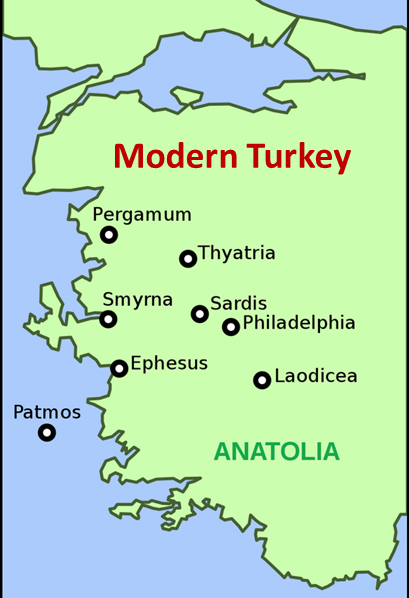 Modern Turkey
Pergamum
Thyatria
Smyrna
Sardis
Philadelphia
Ephesus
Laodicea
Patmos
ANATOLIA